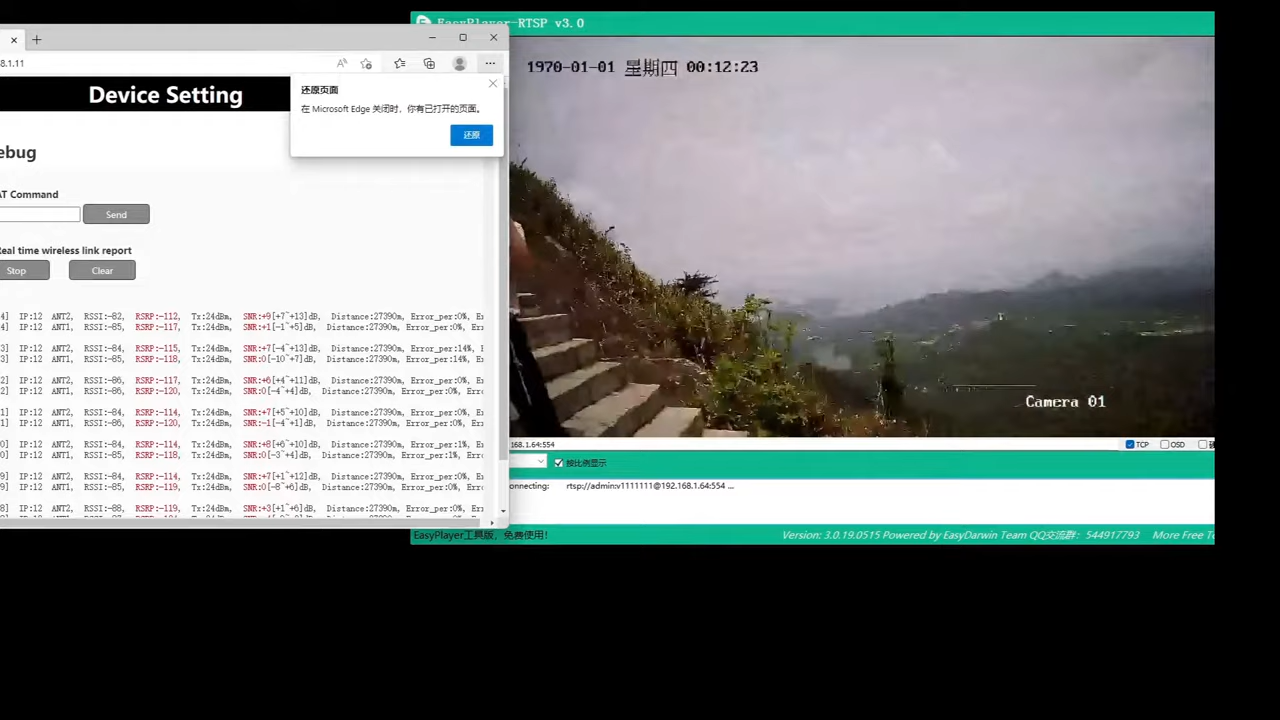 EasyPlayer-RTSP v3.0
8.1.11
Device Setting
还原页面
在 Microsoft Edge 关闭时，你有已打开的页面。
还原
ebug
AT Command
Send
Real time wireless link report
Stop Clear
4] IP:12 ANT2, RSSI:-82, RSRP:-112, Tx:24dBm, SNR:+9[+7~+13]dB, Distance:27390m, Error_per:0%,
4] IP:12 ANT1, RSSI:-85, RSRP:-117, Tx:24dBm, SNR:+1[-1~+5]dB, Distance:27390m, Error_per:0%,
3] IP:12 ANT2, RSSI:-84, RSRP:-115, Tx:24dBm, SNR:+7[-4~+13]dB, Distance:27390m, Error_per:14%,
3] IP:12 ANT1, RSSI:-85, RSRP:-118, Tx:24dBm, SNR:0[-10~+7]dB, Distance:27390m, Error_per:14%,
2] IP:12 ANT2, RSSI:-86, RSRP:-117, Tx:24dBm, SNR:+6[+4~+11]dB, Distance:27390m, Error_per:0%,
2] IP:12 ANT1, RSSI:-86, RSRP:-120, Tx:24dBm, SNR:0[-4~+4]dB, Distance:27390m, Error_per:0%,
1] IP:12 ANT2, RSSI:-84, RSRP:-114, Tx:24dBm, SNR:+7[+5~+10]dB, Distance:27390m, Error_per:0%,
1] IP:12 ANT1, RSSI:-86, RSRP:-120, Tx:24dBm, SNR:-1[-4~+1]dB, Distance:27390m, Error_per:0%,
0] IP:12 ANT2, RSSI:-84, RSRP:-114, Tx:24dBm, SNR:+8[+6~+10]dB, Distance:27390m, Error_per:1%,
0] IP:12 ANT1, RSSI:-85, RSRP:-118, Tx:24dBm, SNR:0[-3~+4]dB, Distance:27390m, Error_per:1%,
9] IP:12 ANT2, RSSI:-84, RSRP:-114, Tx:24dBm, SNR:+7[+1~+12]dB, Distance:27390m, Error_per:0%,
9] IP:12 ANT1, RSSI:-85, RSRP:-119, Tx:24dBm, SNR:0[-8~+6]dB, Distance:27390m, Error_per:0%,
8] IP:12 ANT2, RSSI:-88, RSRP:-119, Tx:24dBm, SNR:+3[+1~+6]dB, Distance:27390m, Error_per:0%,
1970-01-01 星期四 00:12:23
Camera 01
168.1.64:554
TCP OSD
按比例显示
onnecting: rtsp://admin:v1111111@192.168.1.64:554 ...
EasyPlayer工具版，免费使用！
Version: 3.0.19.0515 Powered by EasyDarwin Team QQ交流群：544917793 More Free